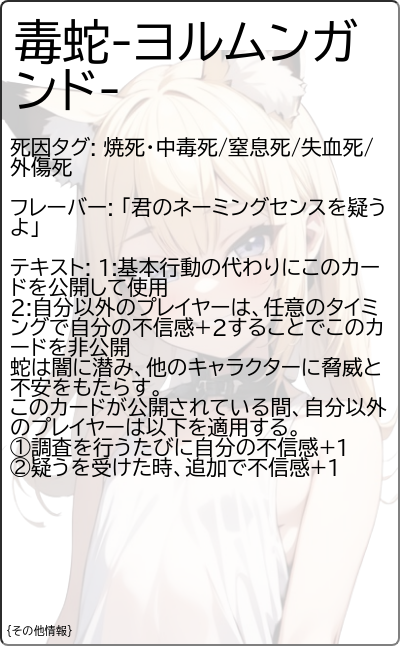 毒蛇-ヨルムンガ
ンド-
死因タグ: 焼死・中毒死/窒息死/失血死/
外傷死
フレーバー: 「君のネーミングセンスを疑う
よ」
テキスト: 1:基本行動の代わりにこのカー
ドを公開して使用
2:自分以外のプレイヤーは、任意のタイミ
ングで自分の不信感+2することでこのカ
ードを非公開
蛇は闇に潜み、他のキャラクターに脅威と
不安をもたらす。
このカードが公開されている間、自分以外
のプレイヤーは以下を適用する。
①調査を行うたびに自分の不信感+1
②疑うを受けた時、追加で不信感+1
{その他情報}